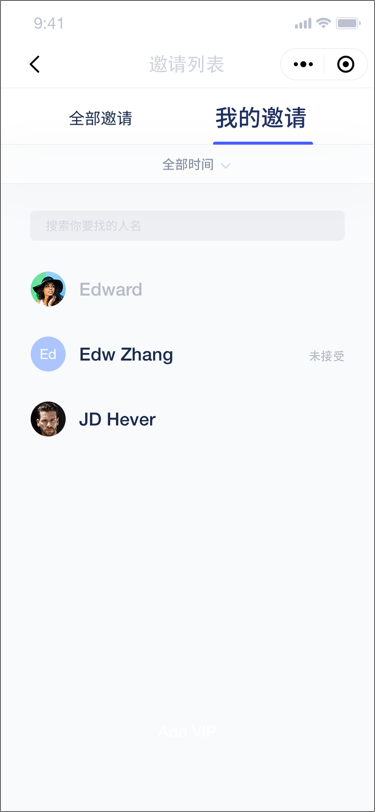 9:41
邀请列表
全部邀请
我的邀请
全部时间
搜索你要找的人名
Edward
Ed
Edw Zhang
未接受
JD Hever
App VIP